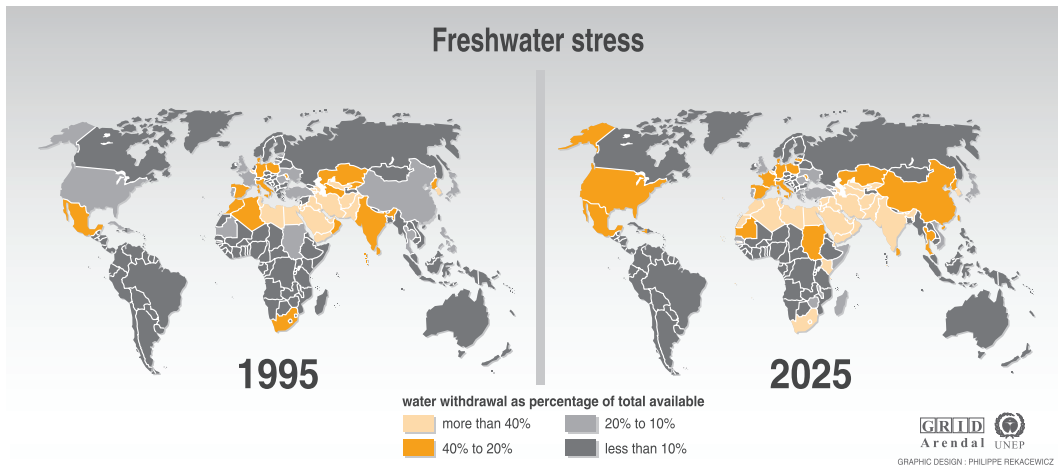 Freshwater stress
1995
2025
water withdrawal as percentage of total available
more than 40%
40% to 20%
20% to 10%
less than 10%
GRID
Arendal
UNEP
GRAPHIC DESIGN : PHILIPPE REKACEWICZ